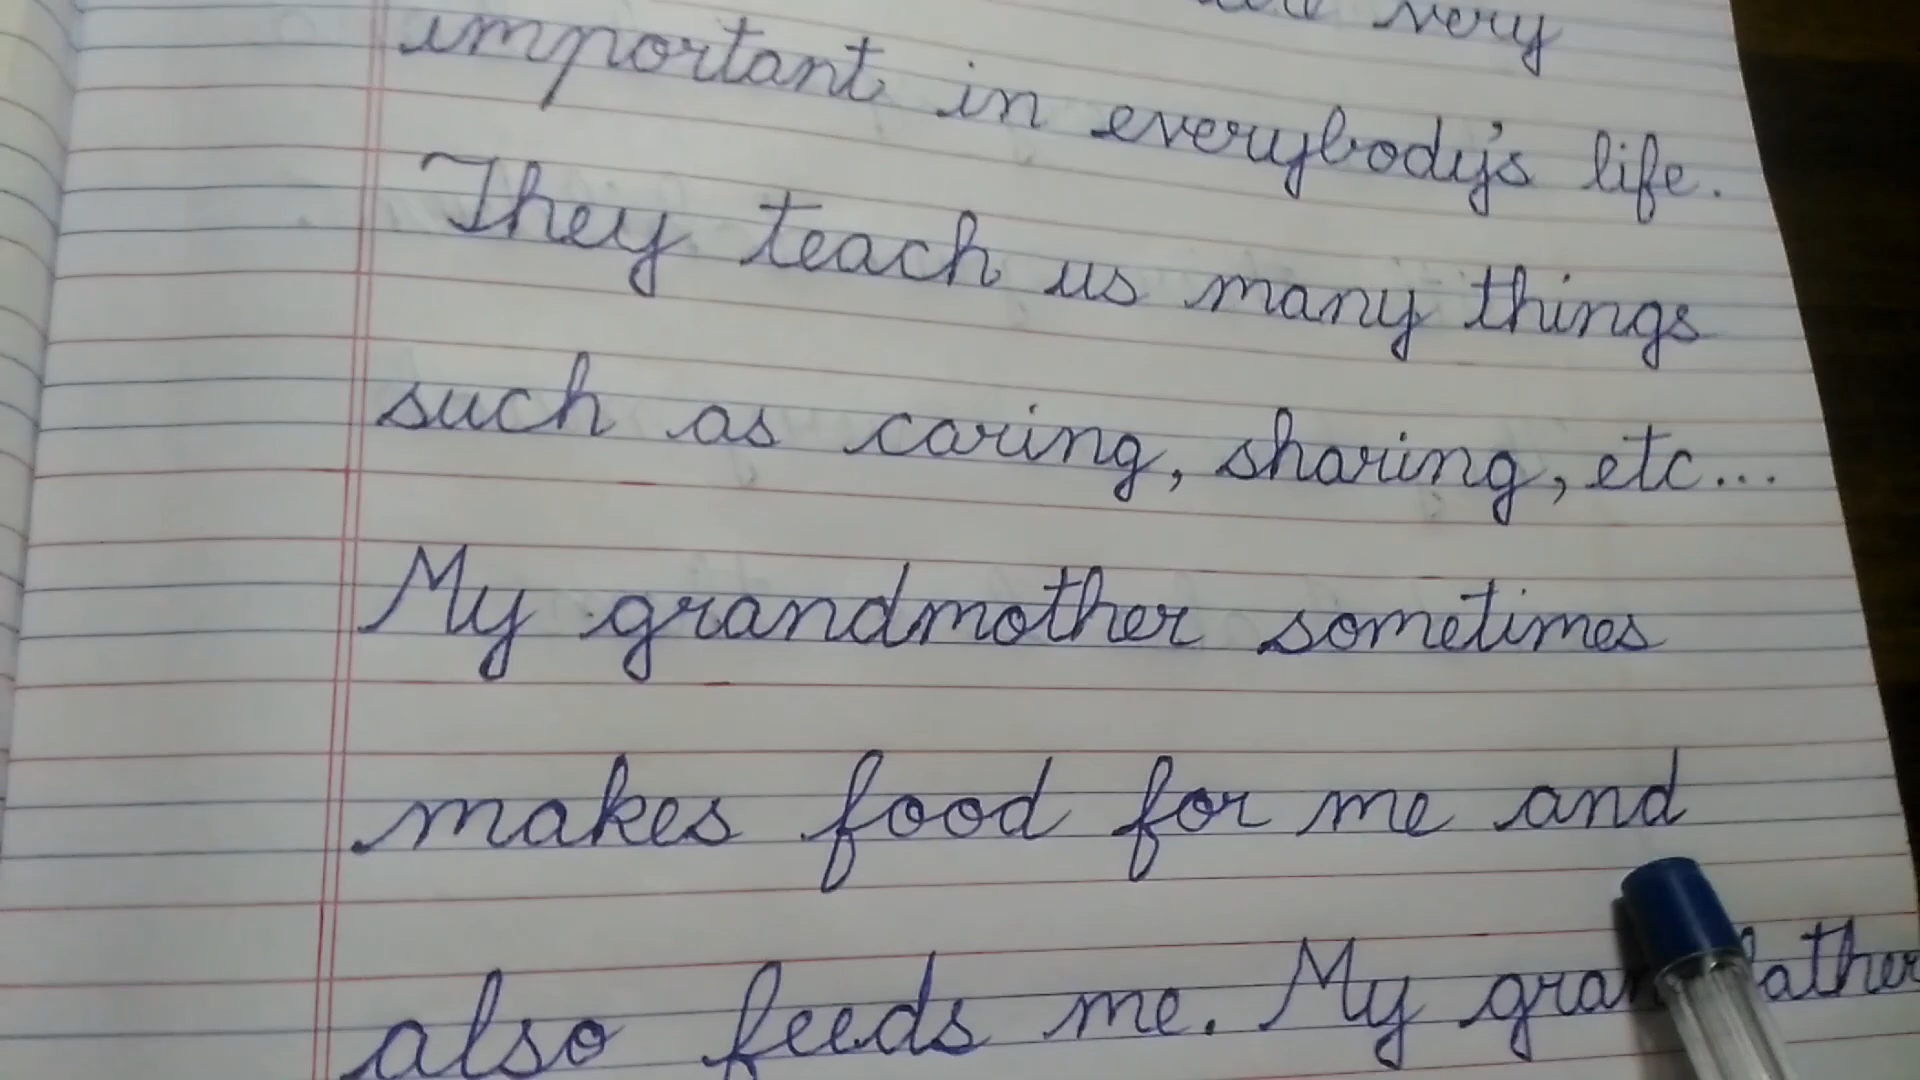 very
important in everybody's life.
They teach us many things
such as caring, sharing, etc...
My grandmother sometimes
makes food for me and
also feeds me. My